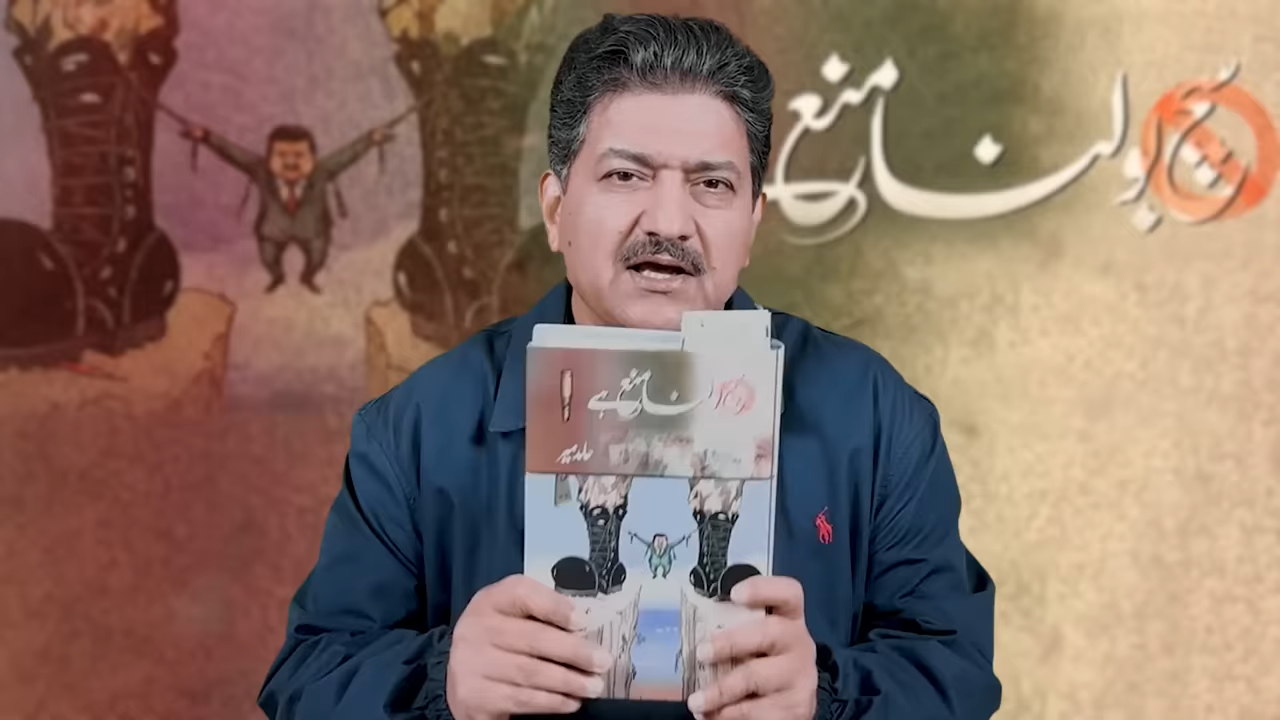 سچ بولنا منع
سچ بولنا منع ہے !
حامد میر